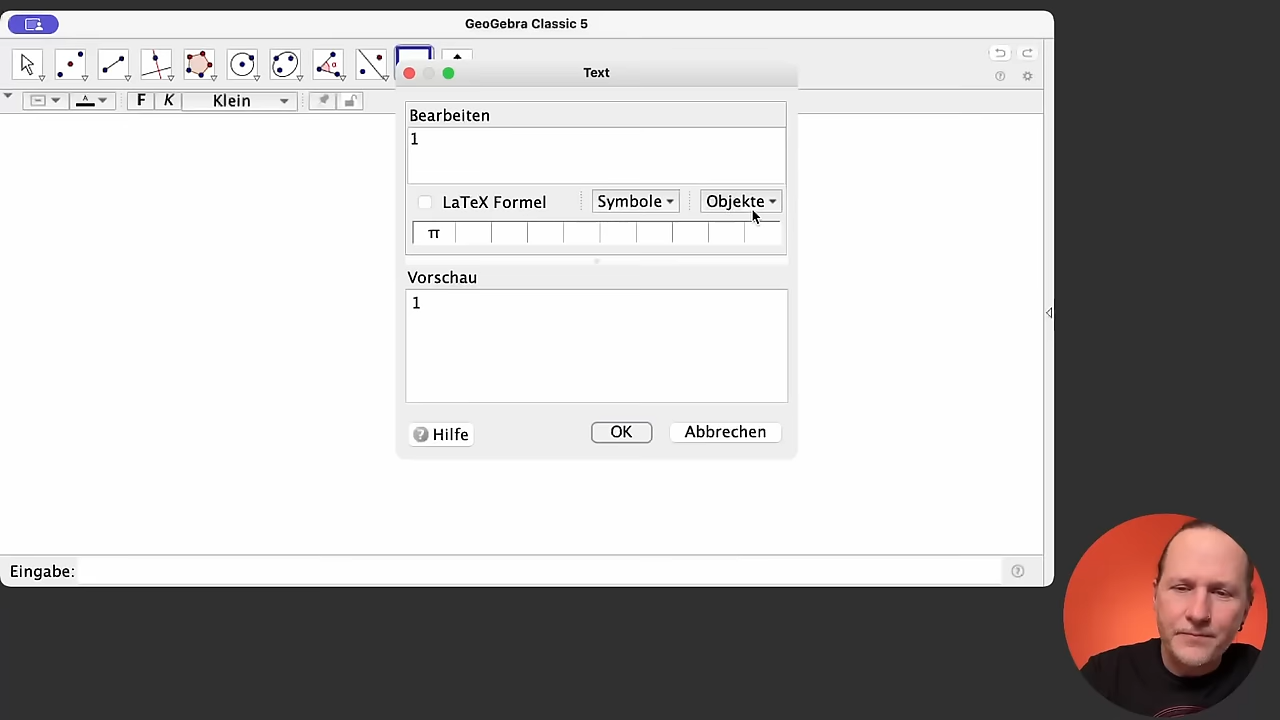 GeoGebra Classic 5
A
F K Klein
Text
Bearbeiten
1
LaTeX Formel Symbole Objekte
π
Vorschau
1
Hilfe OK Abbrechen
Eingabe: